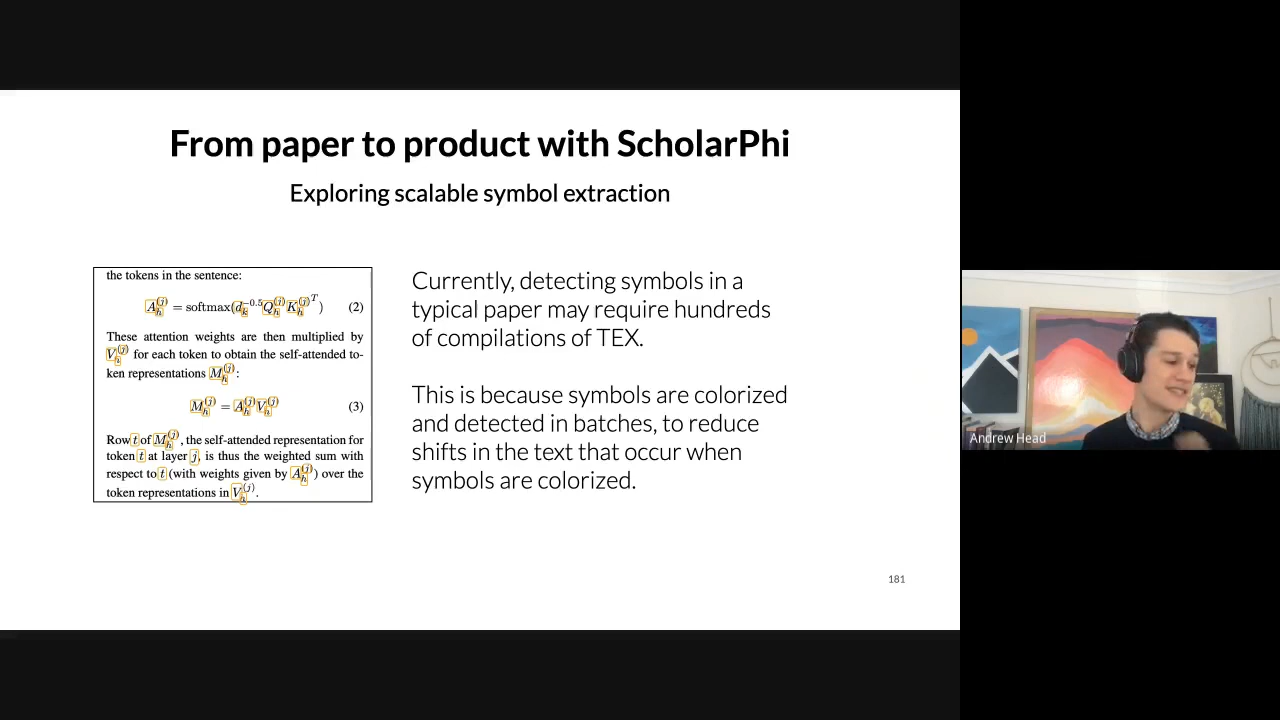 From paper to product with ScholarPhi
Exploring scalable symbol extraction
the tokens in the sentence:
A_h^{(j)} = softmax(d_k^{-0.5} Q_h^{(j)} K_h^{(j)T}) (2)
These attention weights are then multiplied by
V_h^{(j)} for each token to obtain the self-attended to-
ken representations M_h^{(j)}:
M_h^{(j)} = A_h^{(j)} V_h^{(j)} (3)
Row t of M_h^{(j)}, the self-attended representation for
token t at layer j, is thus the weighted sum with
respect to t (with weights given by A_h^{(j)}) over the
token representations in V_h^{(j)}.
Currently, detecting symbols in a
typical paper may require hundreds
of compilations of TEX.
This is because symbols are colorized
and detected in batches, to reduce
shifts in the text that occur when
symbols are colorized.
181
Andrew Head